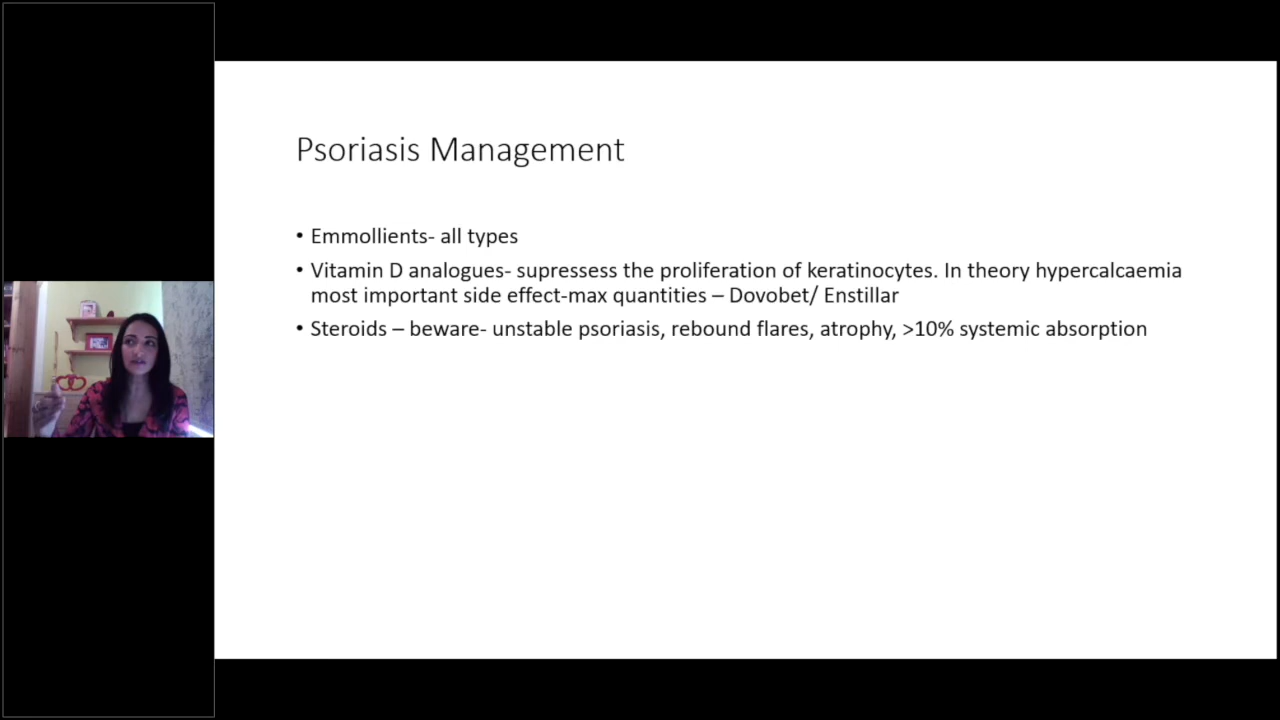 Psoriasis Management
• Emmollients- all types
• Vitamin D analogues- supressess the proliferation of keratinocytes. In theory hypercalcaemia
most important side effect-max quantities – Dovobet/ Enstillar
• Steroids – beware- unstable psoriasis, rebound flares, atrophy, >10% systemic absorption